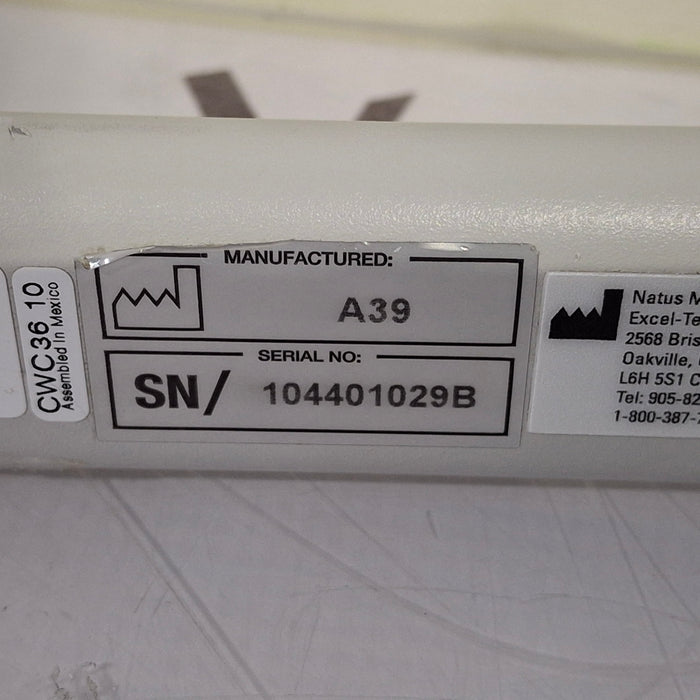 CWC36 10
Assembled in Mexico
MANUFACTURED:
A39
SERIAL NO:
SN/ 104401029B
Natus M
Excel-Te
2568 Bris
Oakville,
L6H 5S1 C
Tel: 905-82
1-800-387-7